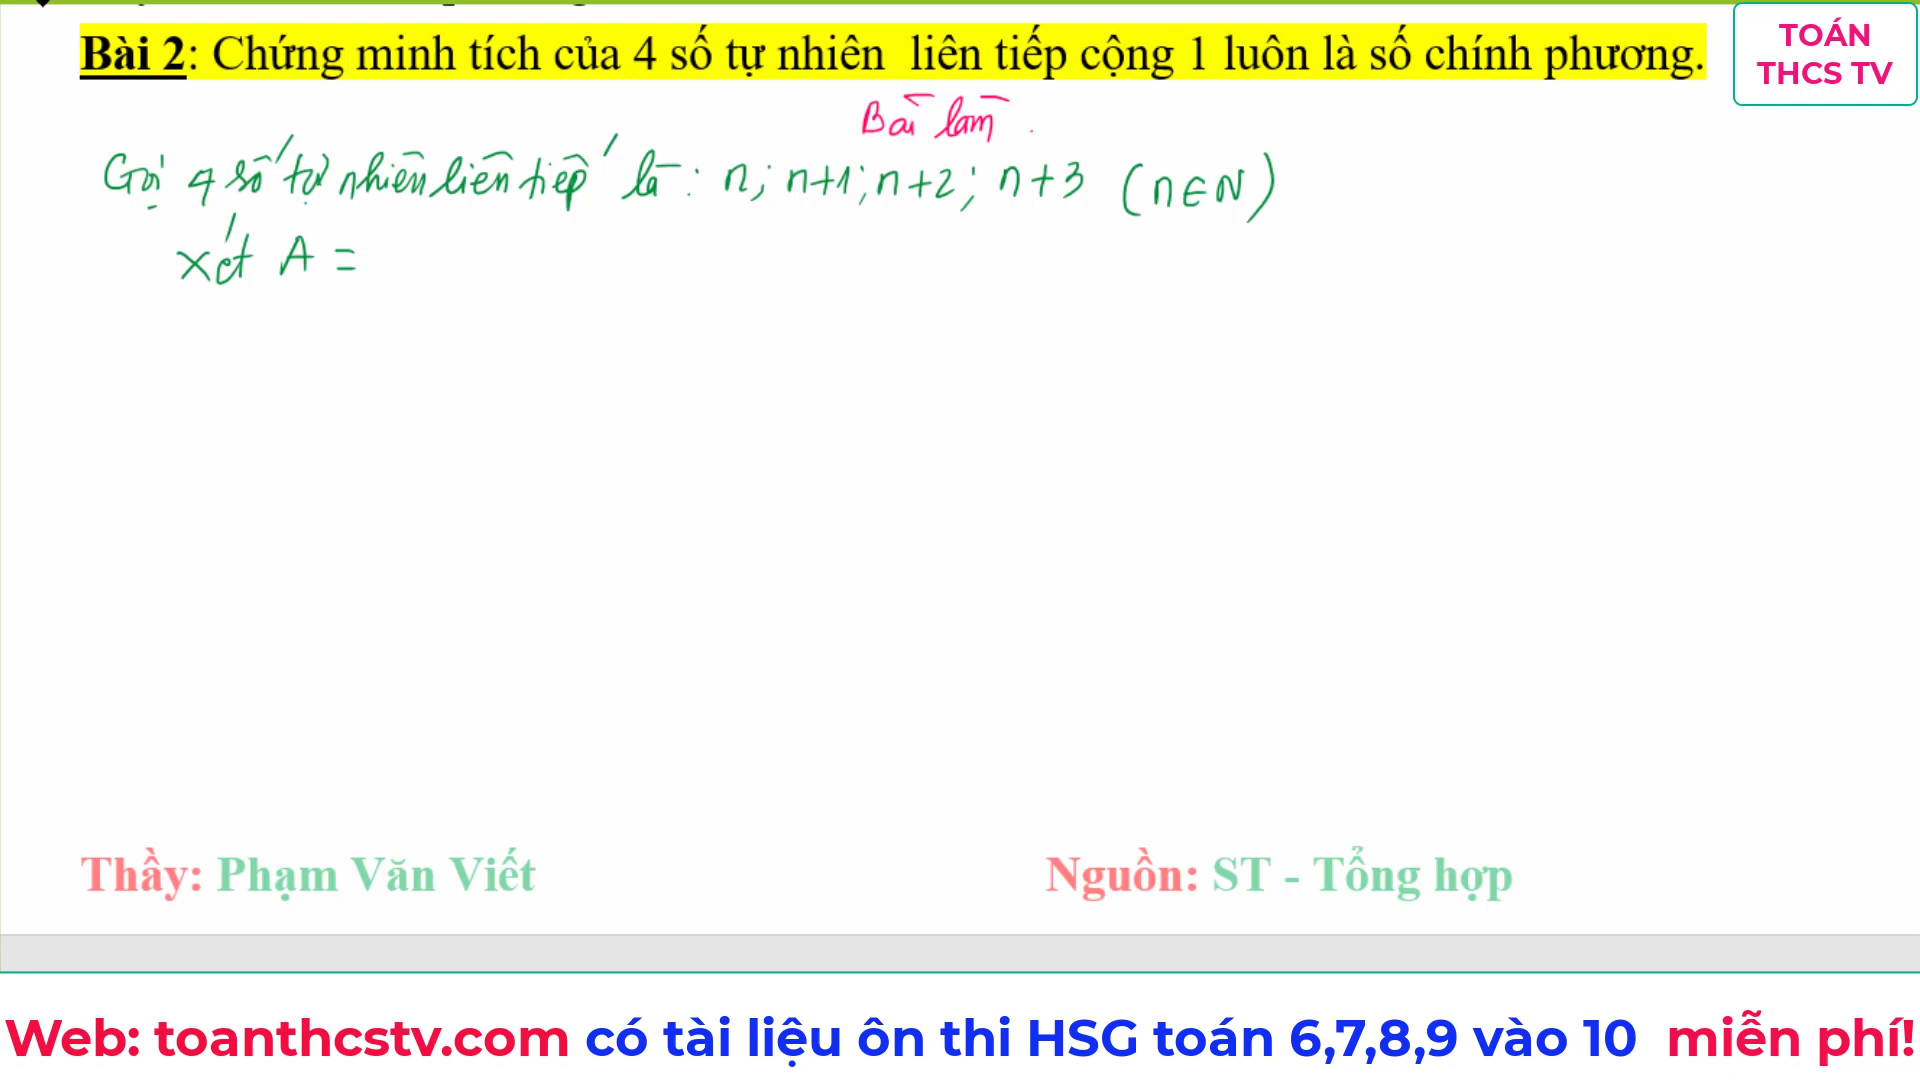 Bài 2: Chứng minh tích của 4 số tự nhiên liên tiếp cộng 1 luôn là số chính phương.
TOÁN
THCS TV
Bài làm.
Gọi 4 số tự nhiên liên tiếp là: n; n+1; n+2; n+3 (n∈N)
xét A =
Thầy: Phạm Văn Viết
Nguồn: ST - Tổng hợp
Web: toanthcstv.com có tài liệu ôn thi HSG toán 6,7,8,9 vào 10 miễn phí!